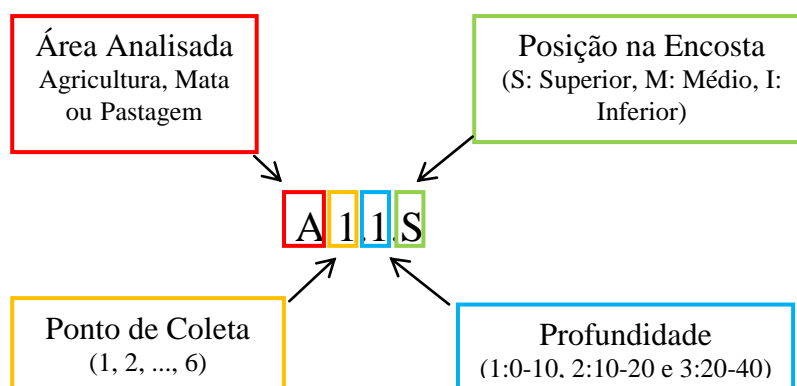 Área Analisada
Agricultura, Mata
ou Pastagem
Posição na Encosta
(S: Superior, M: Médio, I:
Inferior)
A 1.1.S
Ponto de Coleta
(1, 2, ..., 6)
Profundidade
(1:0-10, 2:10-20 e 3:20-40)